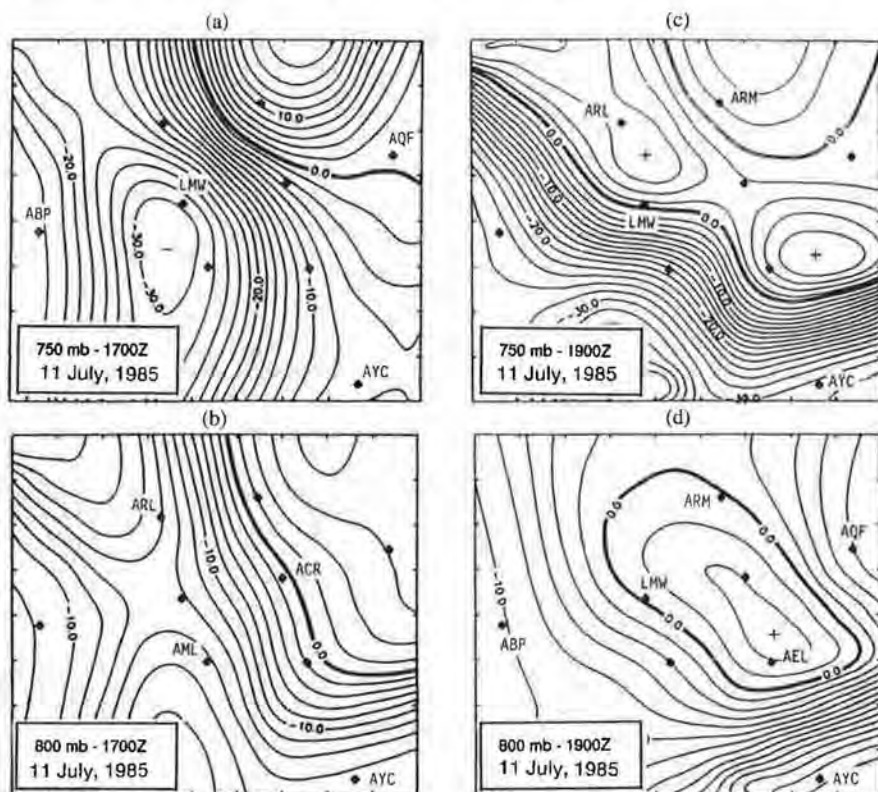 (a)
10.0
AQF
0.0
-20.0
LMW
ABP
-30.0
-30.0
-20.0
-10.0
750 mb - 1700Z
11 July, 1985
AYC
(c)
ARL
ARM
0.0
0.0
-10.0
LMW
0.0
-20.0
-10.0
-30.0
-20.0
750 mb - 1900Z
11 July, 1985
AYC
(b)
ARL
-10.0
ACR
-10.0
AML
0.0
-10.0
800 mb - 1700Z
11 July, 1985
AYC
(d)
0.0
ARM
0.0
AQF
LMW
-10.0
0.0
ABP
AEL
0.0
800 mb - 1900Z
11 July, 1985
AYC